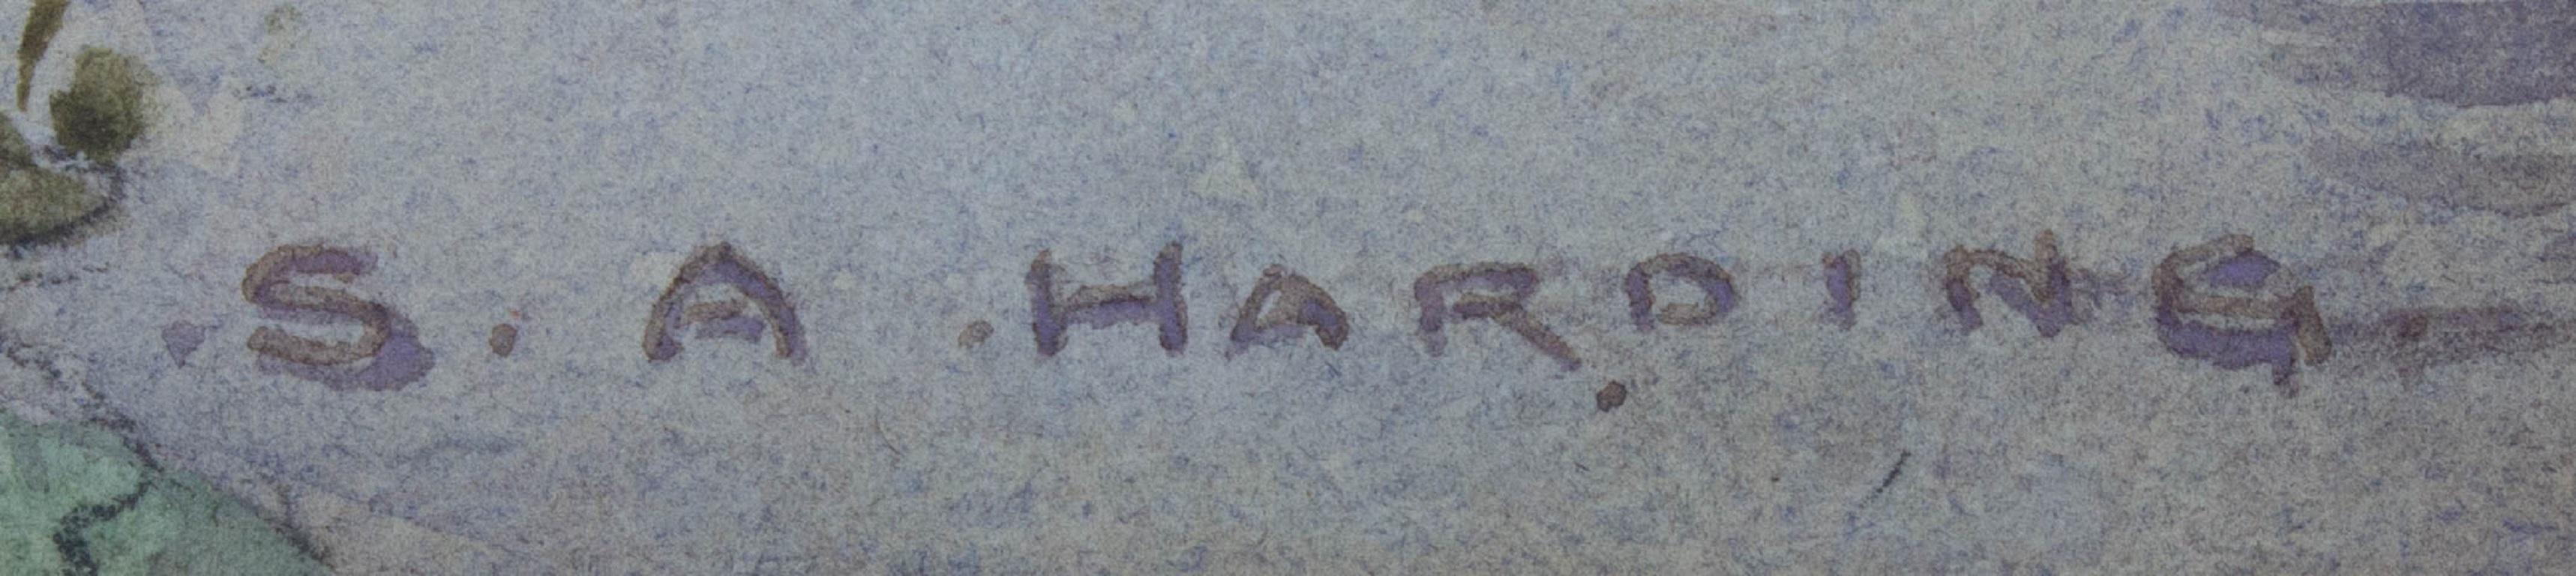 .S. A .HARDING